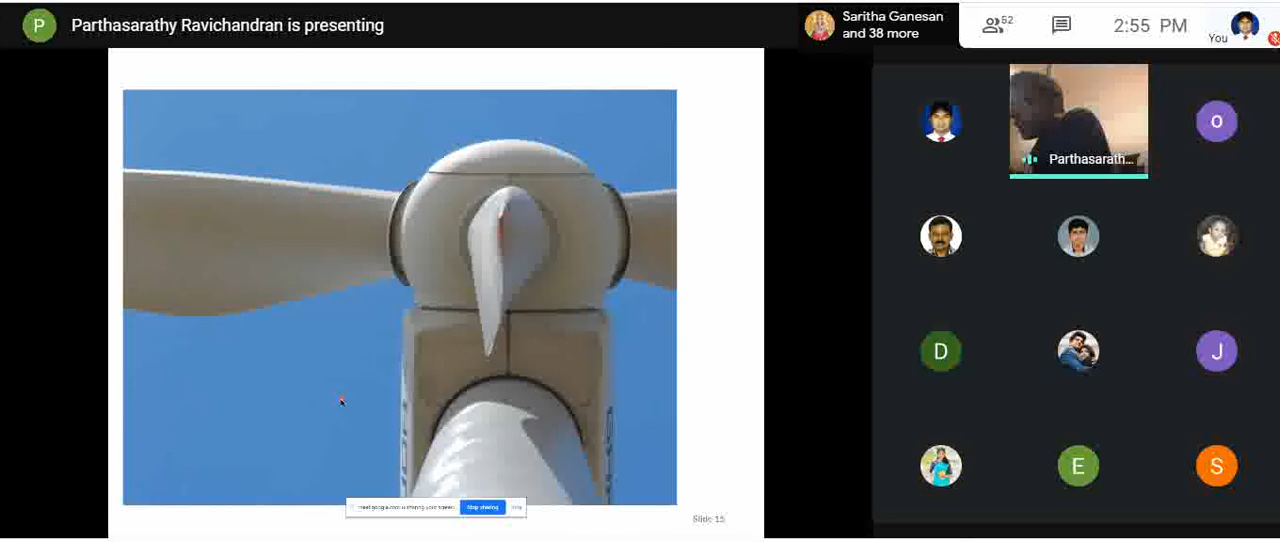 P
Parthasarathy Ravichandran is presenting
Saritha Ganesan
and 38 more
52
2:55 PM
You
o
Parthasarath...
D
J
E
S
Stop sharing
Slide 15